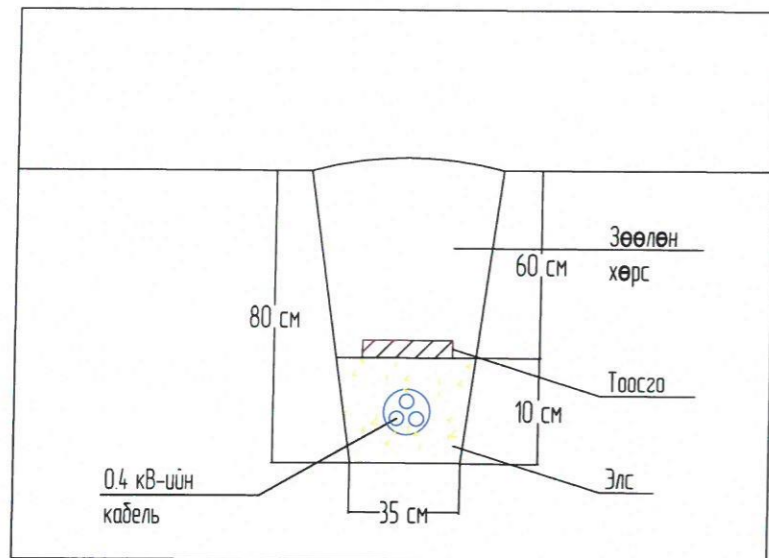 Зөөлөн
хөрс
60 см
80 см
Тоосго
10 см
Элс
0.4 кВ-ийн
кабель
35 см